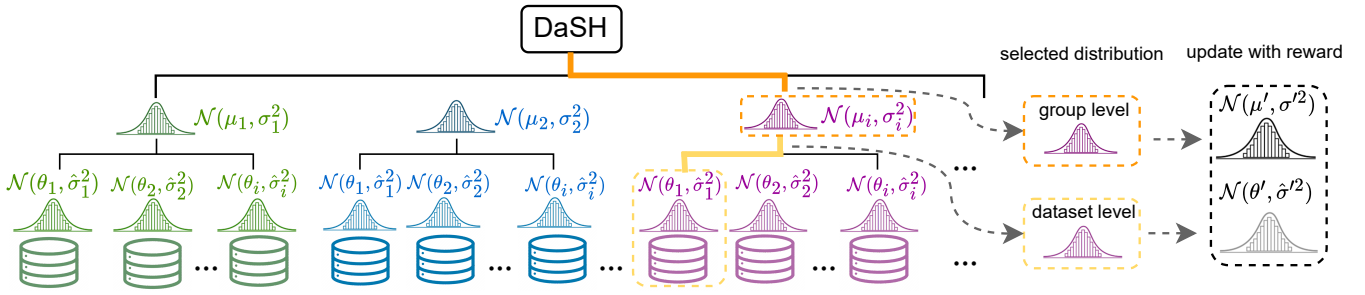 DaSH
selected distribution
update with reward
𝒩(μ₁, σ₁²)
𝒩(μ₂, σ₂²)
𝒩(μᵢ, σᵢ²)
group level
𝒩(μ′, σ′²)
...
𝒩(θ₁, σ̂₁²)
𝒩(θ₂, σ̂₂²)
𝒩(θᵢ, σ̂ᵢ²)
𝒩(θ₁, σ̂₁²)
𝒩(θ₂, σ̂₂²)
𝒩(θᵢ, σ̂ᵢ²)
𝒩(θ₁, σ̂₁²)
𝒩(θ₂, σ̂₂²)
𝒩(θᵢ, σ̂ᵢ²)
dataset level
𝒩(θ′, σ̂′²)
...
...
...
...
...